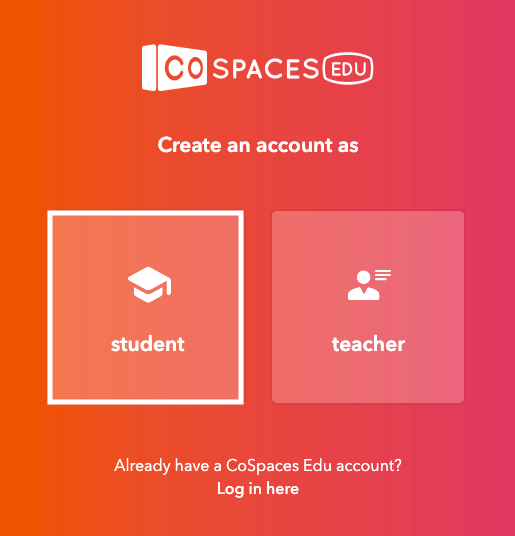 CO SPACES EDU
Create an account as
student
teacher
Already have a CoSpaces Edu account?
Log in here